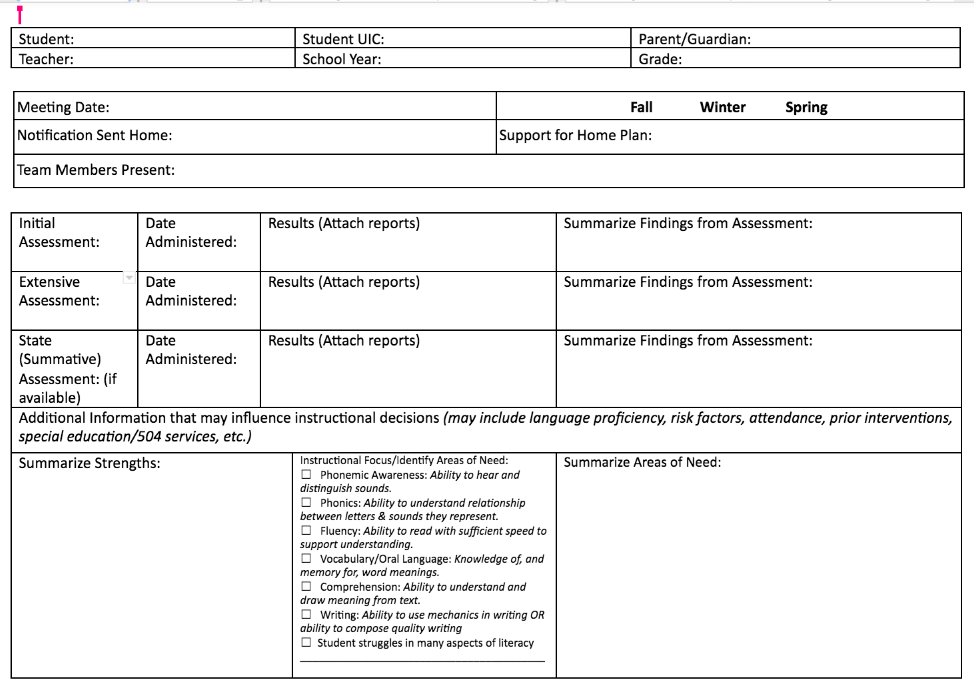 Student:
Student UIC:
Parent/Guardian:
Teacher:
School Year:
Grade:
Meeting Date:
Fall Winter Spring
Notification Sent Home:
Support for Home Plan:
Team Members Present:
Initial
Assessment:
Date
Administered:
Results (Attach reports)
Summarize Findings from Assessment:
Extensive
Assessment:
Date
Administered:
Results (Attach reports)
Summarize Findings from Assessment:
State
(Summative)
Assessment: (if
available)
Date
Administered:
Results (Attach reports)
Summarize Findings from Assessment:
Additional Information that may influence instructional decisions (may include language proficiency, risk factors, attendance, prior interventions,
special education/504 services, etc.)
Summarize Strengths:
Instructional Focus/Identify Areas of Need:
☐ Phonemic Awareness: Ability to hear and
distinguish sounds.
☐ Phonics: Ability to understand relationship
between letters & sounds they represent.
☐ Fluency: Ability to read with sufficient speed to
support understanding.
☐ Vocabulary/Oral Language: Knowledge of, and
memory for, word meanings.
☐ Comprehension: Ability to understand and
draw meaning from text.
☐ Writing: Ability to use mechanics in writing OR
ability to compose quality writing
☐ Student struggles in many aspects of literacy
Summarize Areas of Need: